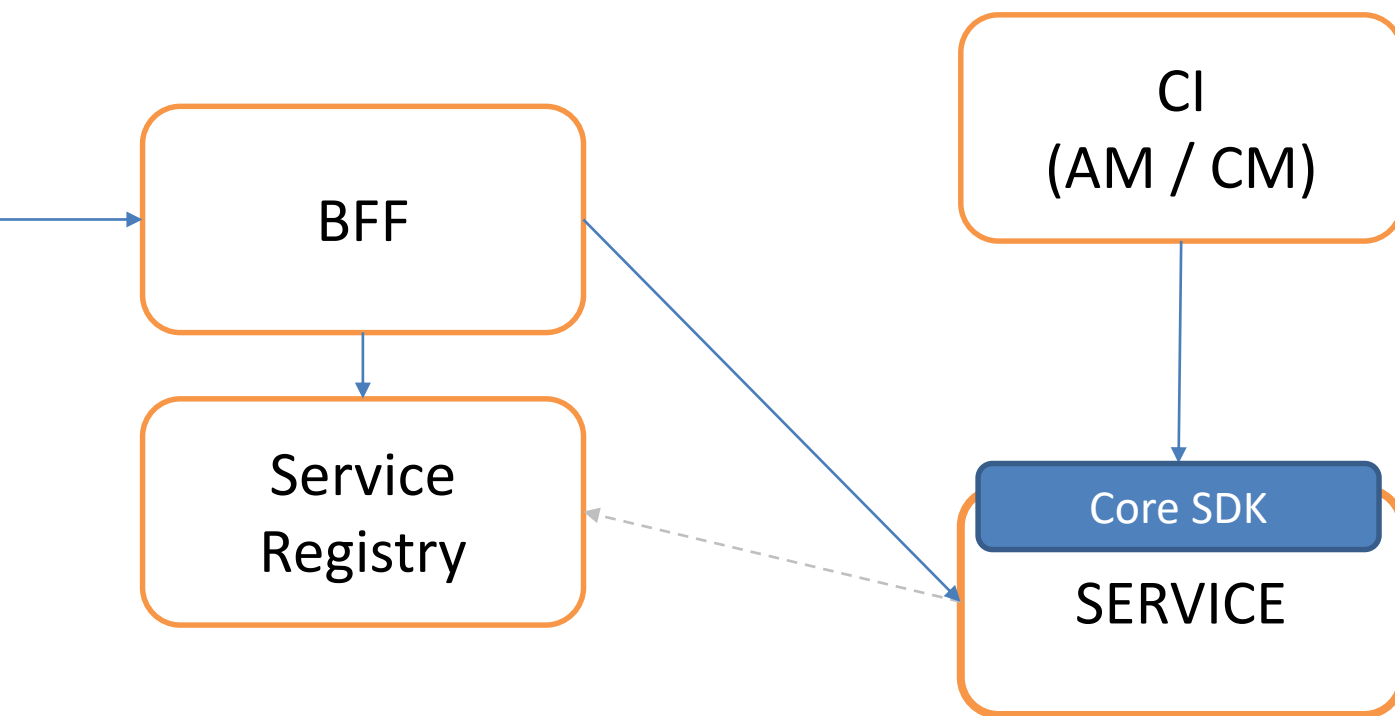 CI
(AM / CM)
BFF
Service
Registry
Core SDK
SERVICE